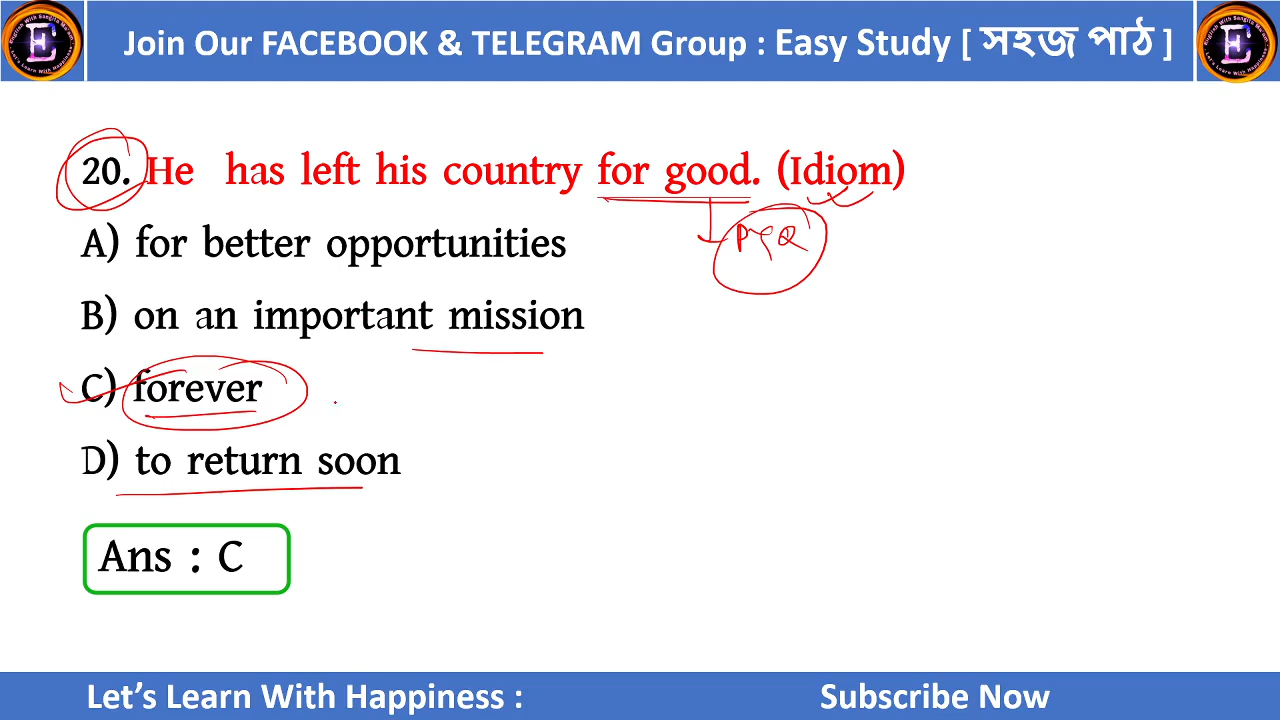 Join Our FACEBOOK & TELEGRAM Group : Easy Study [ সহজ পাঠ ]
20. He has left his country for good. (Idiom)
PYQ
A) for better opportunities
B) on an important mission
C) forever
D) to return soon
Ans : C
Let's Learn With Happiness :
Subscribe Now